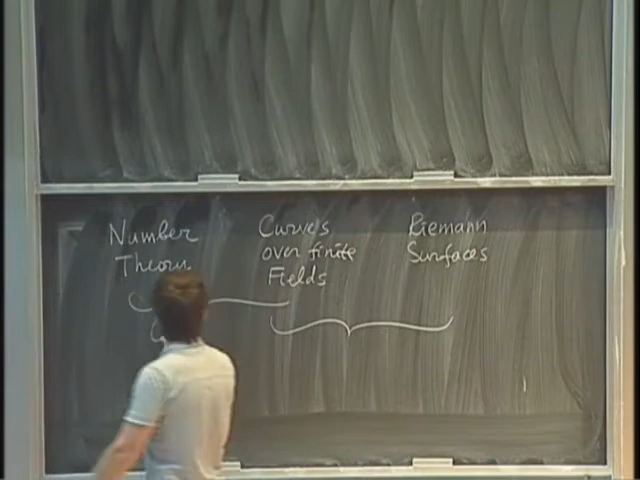 Number
Theory
Curves
over finite
Fields
Riemann
Surfaces